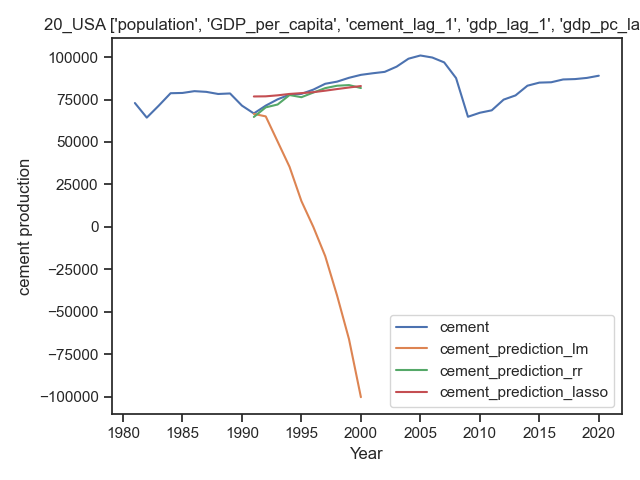 20_USA ['population', 'GDP_per_capita', 'cement_lag_1', 'gdp_lag_1', 'gdp_pc_la
100000
75000
50000
25000
0
−25000
−50000
−75000
−100000
cement production
cement
cement_prediction_lm
cement_prediction_rr
cement_prediction_lasso
1980 1985 1990 1995 2000 2005 2010 2015 2020
Year